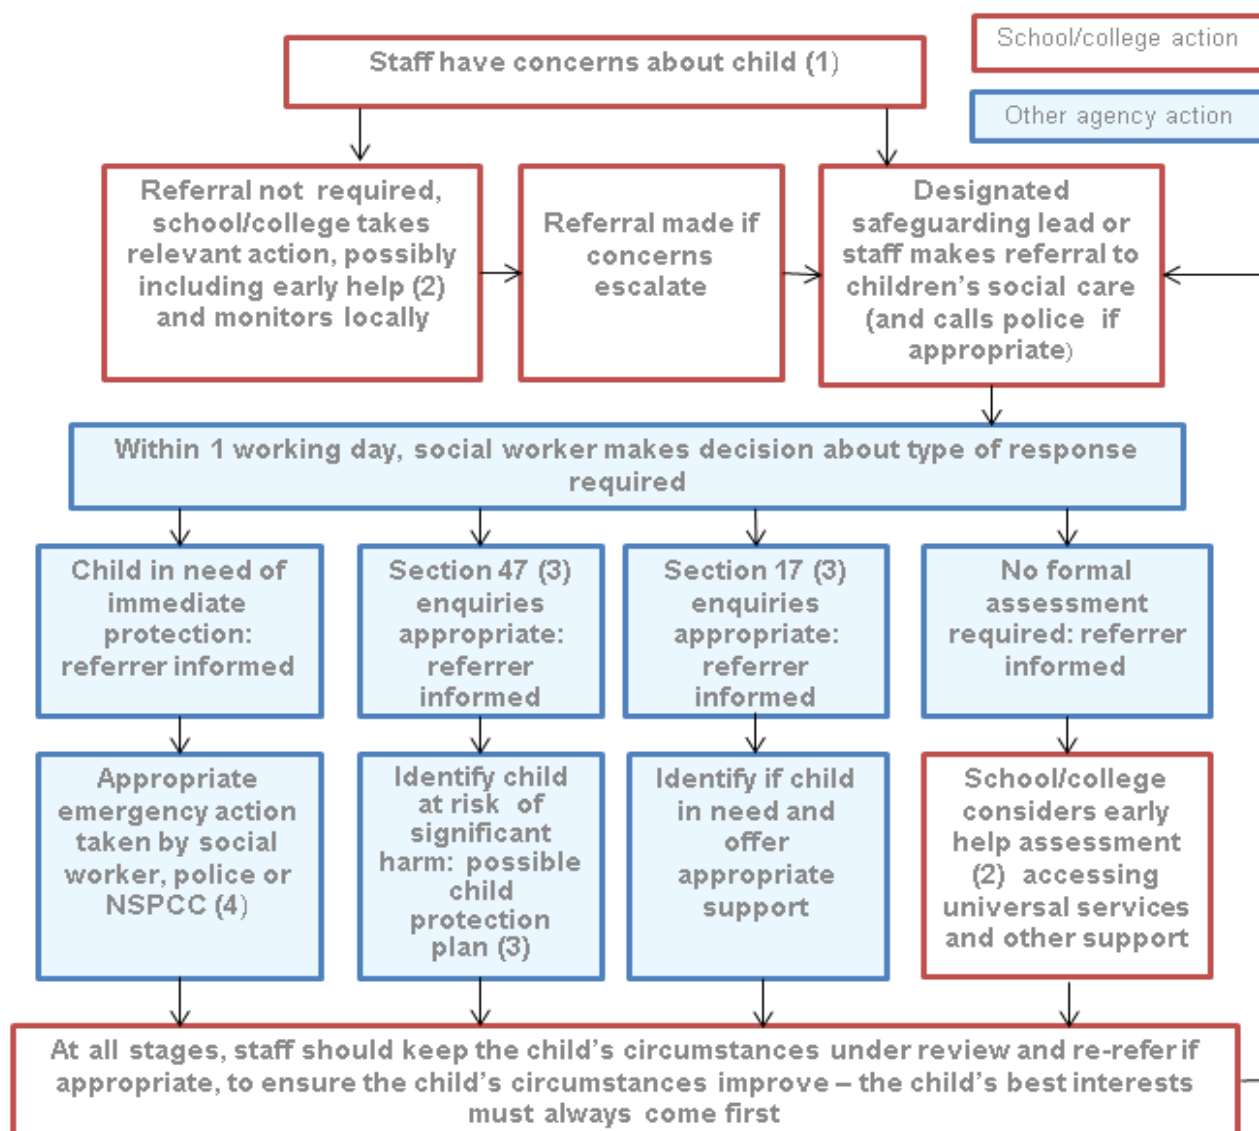 School/college action
Staff have concerns about child (1)
Other agency action
Referral not required,
school/college takes
relevant action, possibly
including early help (2)
and monitors locally
Referral made if
concerns
escalate
Designated
safeguarding lead or
staff makes referral to
children’s social care
(and calls police if
appropriate)
Within 1 working day, social worker makes decision about type of response
required
Child in need of
immediate
protection:
referrer informed
Section 47 (3)
enquiries
appropriate:
referrer
informed
Section 17 (3)
enquiries
appropriate:
referrer
informed
No formal
assessment
required: referrer
informed
Appropriate
emergency action
taken by social
worker, police or
NSPCC (4)
Identify child
at risk of
significant
harm: possible
child
protection
plan (3)
Identify if child
in need and
offer
appropriate
support
School/college
considers early
help assessment
(2) accessing
universal services
and other support
At all stages, staff should keep the child’s circumstances under review and re-refer if
appropriate, to ensure the child’s circumstances improve – the child’s best interests
must always come first